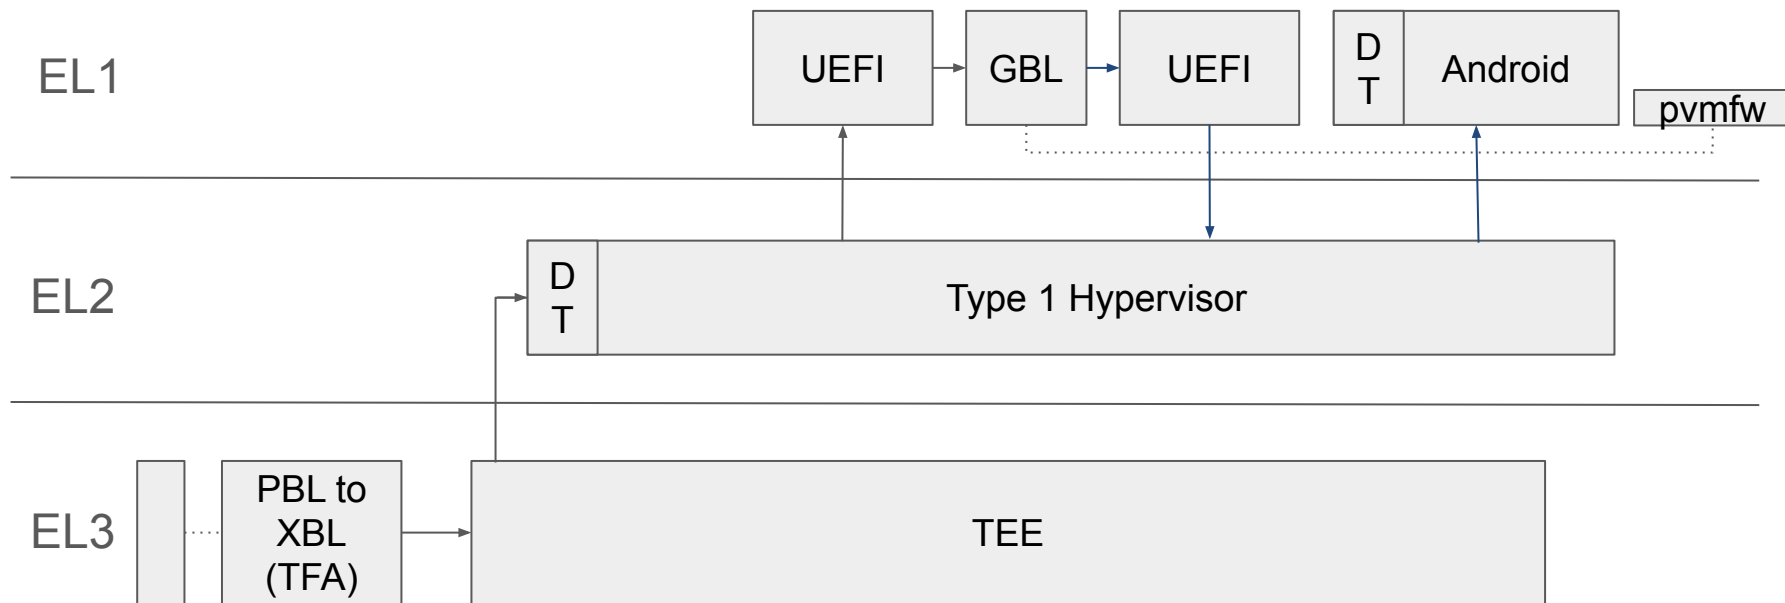 EL1
UEFI
GBL
UEFI
D
T
Android
pvmfw
EL2
D
T
Type 1 Hypervisor
EL3
PBL to
XBL
(TFA)
TEE